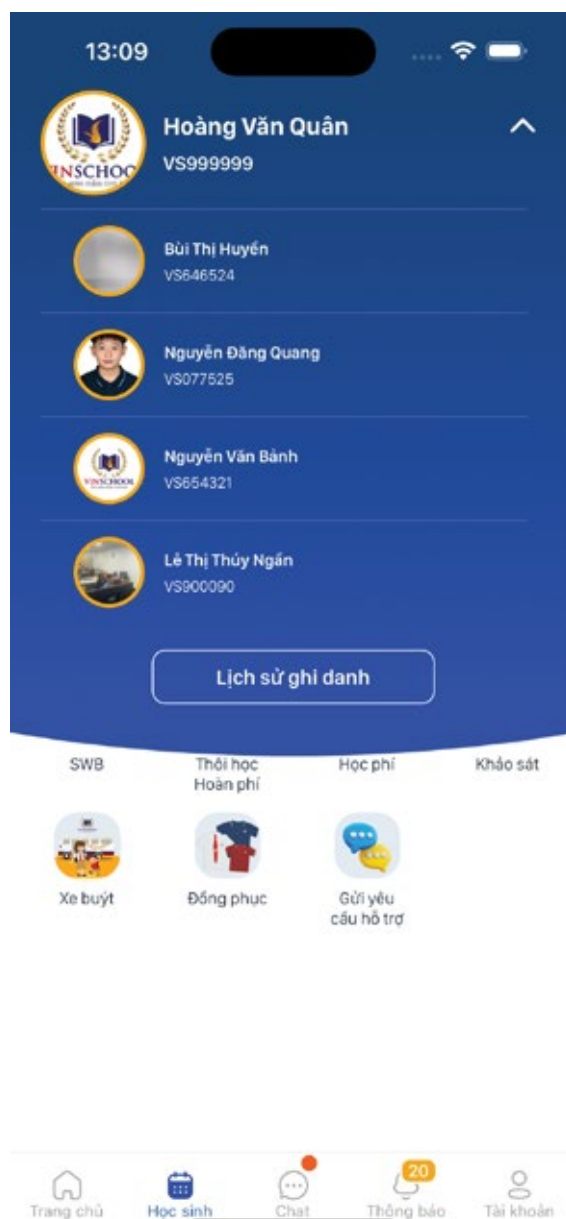 13:09
Hoàng Văn Quân
VS999999
VINSCHOOL
Bùi Thị Huyền
VS646524
Nguyễn Đăng Quang
VS077525
Nguyễn Văn Bảnh
VS654321
VINSCHOOL
Lê Thị Thúy Ngần
VS900090
Lịch sử ghi danh
SWB
Thôi học
Hoàn phí
Học phí
Khảo sát
Xe buýt
Đồng phục
Gửi yêu
cầu hỗ trợ
20
Trang chủ
Học sinh
Chat
Thông báo
Tài khoản